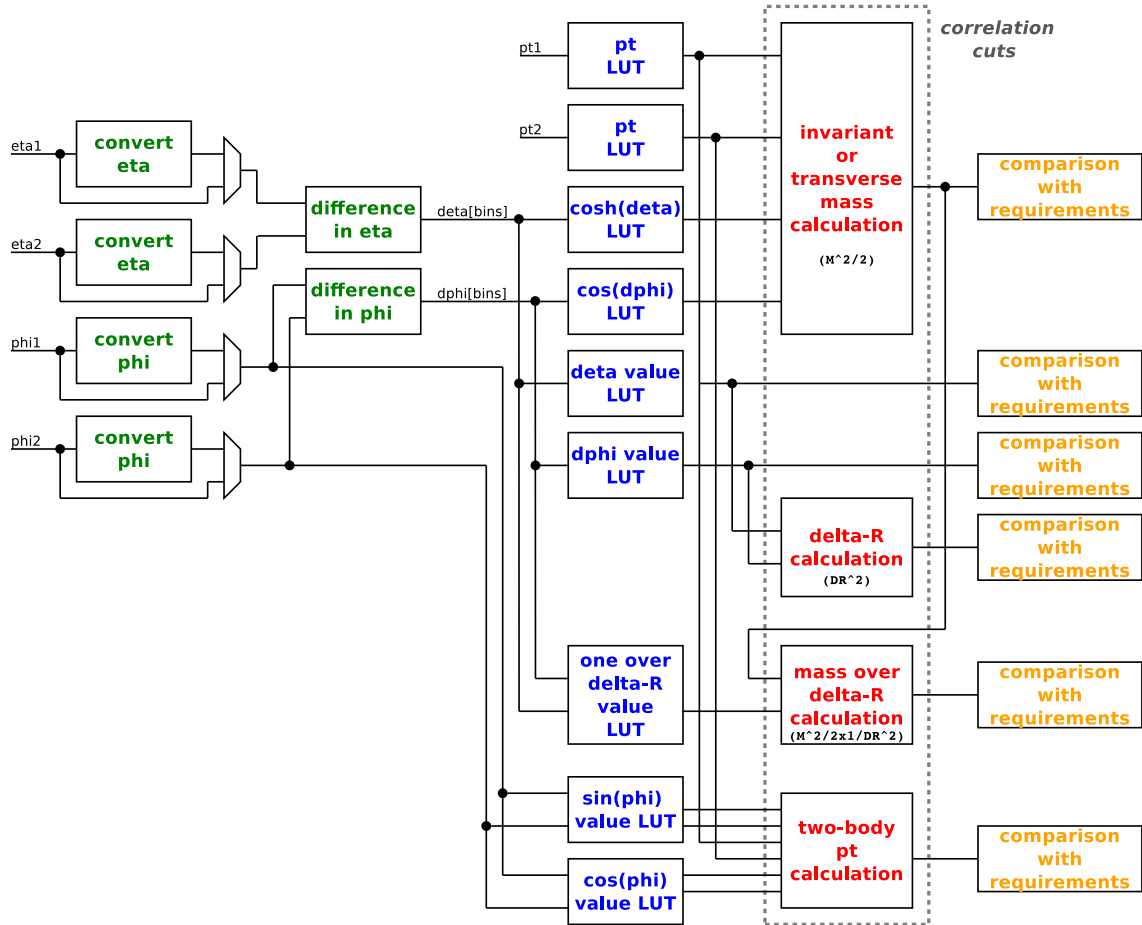 correlation
cuts
pt1
pt
LUT
pt2
pt
LUT
invariant
or
transverse
mass
calculation
(M^2/2)
eta1
convert
eta
eta2
convert
eta
difference
in eta
deta[bins]
cosh(deta)
LUT
comparison
with
requirements
difference
in phi
dphi[bins]
cos(dphi)
LUT
phi1
convert
phi
deta value
LUT
comparison
with
requirements
phi2
convert
phi
dphi value
LUT
comparison
with
requirements
delta-R
calculation
(DR^2)
comparison
with
requirements
one over
delta-R
value
LUT
mass over
delta-R
calculation
(M^2/2x1/DR^2)
comparison
with
requirements
sin(phi)
value LUT
two-body
pt
calculation
comparison
with
requirements
cos(phi)
value LUT